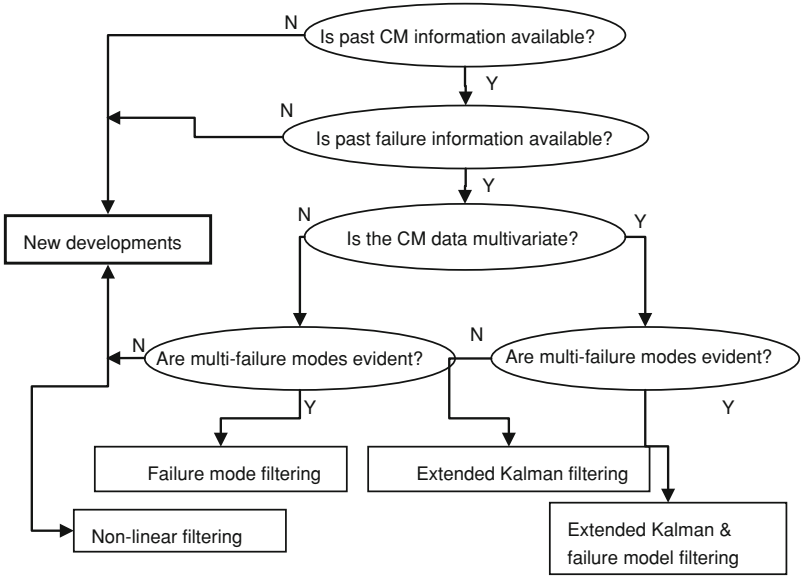 N
Is past CM information available?
Y
N
Is past failure information available?
Y
New developments
N
Is the CM data multivariate?
Y
N
Are multi-failure modes evident?
N
Are multi-failure modes evident?
Y
Y
Failure mode filtering
Extended Kalman filtering
Non-linear filtering
Extended Kalman &
failure model filtering